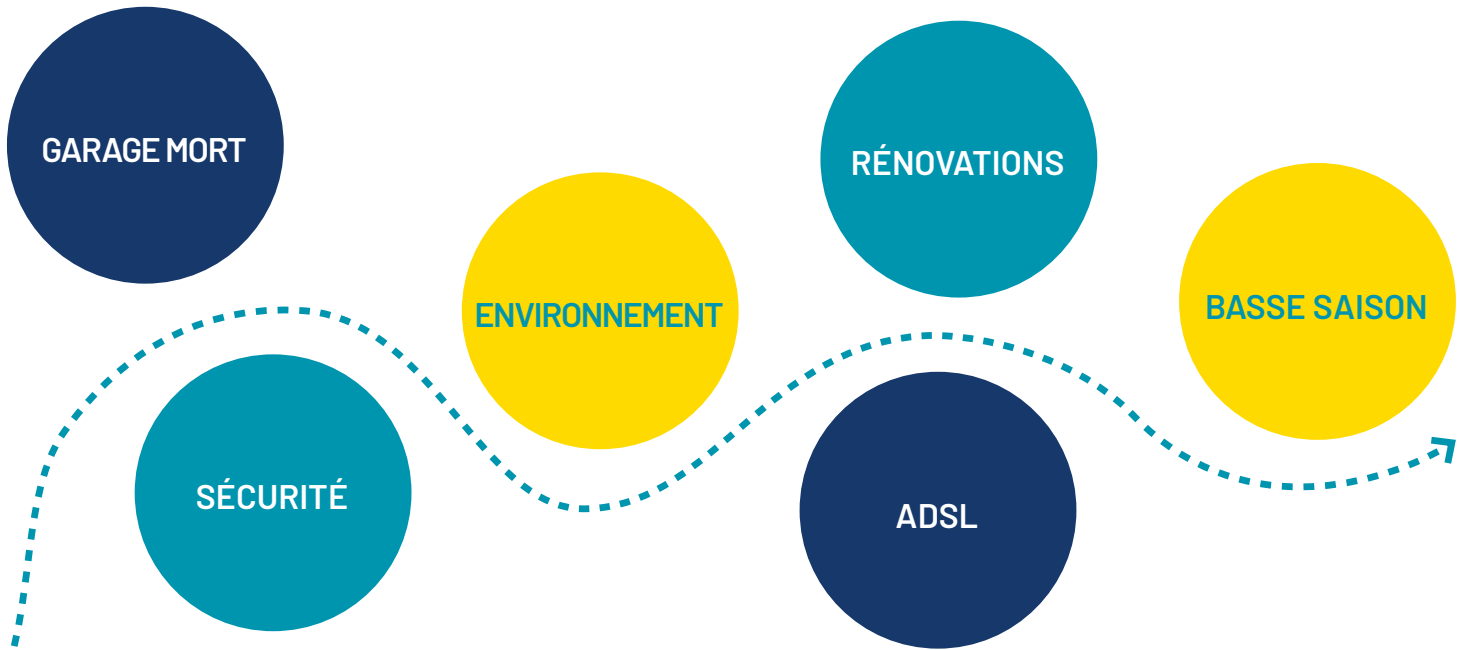 GARAGE MORT
SÉCURITÉ
ENVIRONNEMENT
RÉNOVATIONS
ADSL
BASSE SAISON